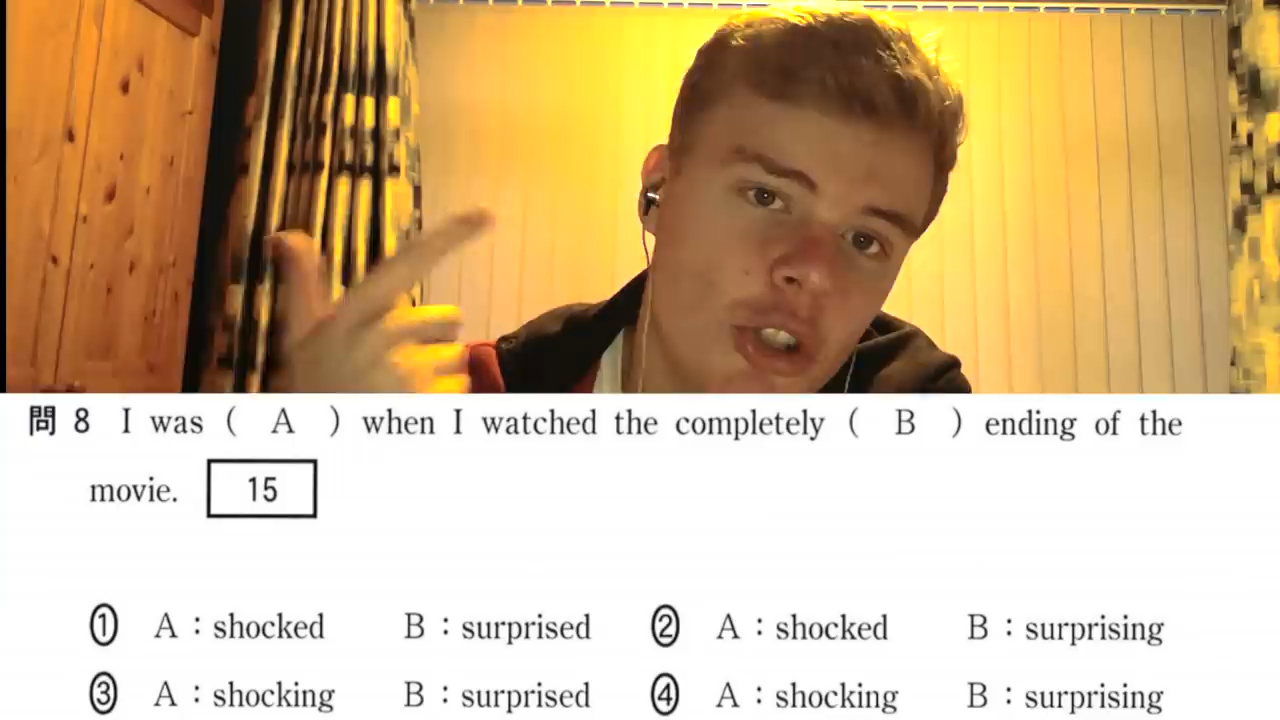 問 8 I was ( A ) when I watched the completely ( B ) ending of the
movie. 15
① A：shocked B：surprised ② A：shocked B：surprising
③ A：shocking B：surprised ④ A：shocking B：surprising